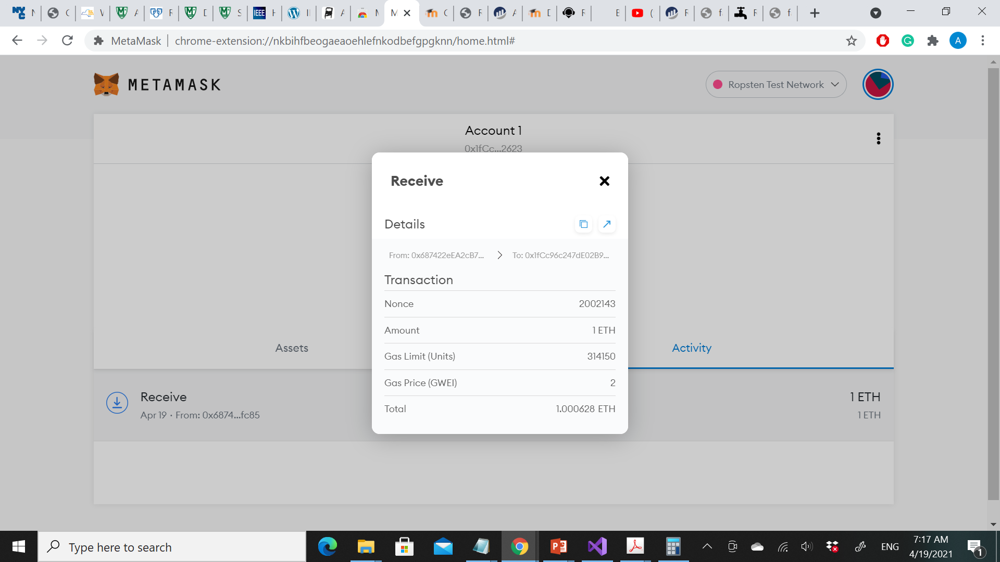 MetaMask
chrome-extension://nkbihfbeogaeaoehlefnkodbefgpgknn/home.html#
A
METAMASK
Ropsten Test Network
Account 1
0x1fCc...2623
Receive
Details
From: 0x687422eEA2cB7...
To: 0x1fCc96c247dE02B9...
Transaction
Nonce 2002143
Amount 1 ETH
Gas Limit (Units) 314150
Gas Price (GWEI) 2
Total 1.000628 ETH
Assets
Activity
Receive
Apr 19 · From: 0x6874...fc85
1 ETH
1 ETH
Type here to search
ENG
7:17 AM
4/19/2021
1